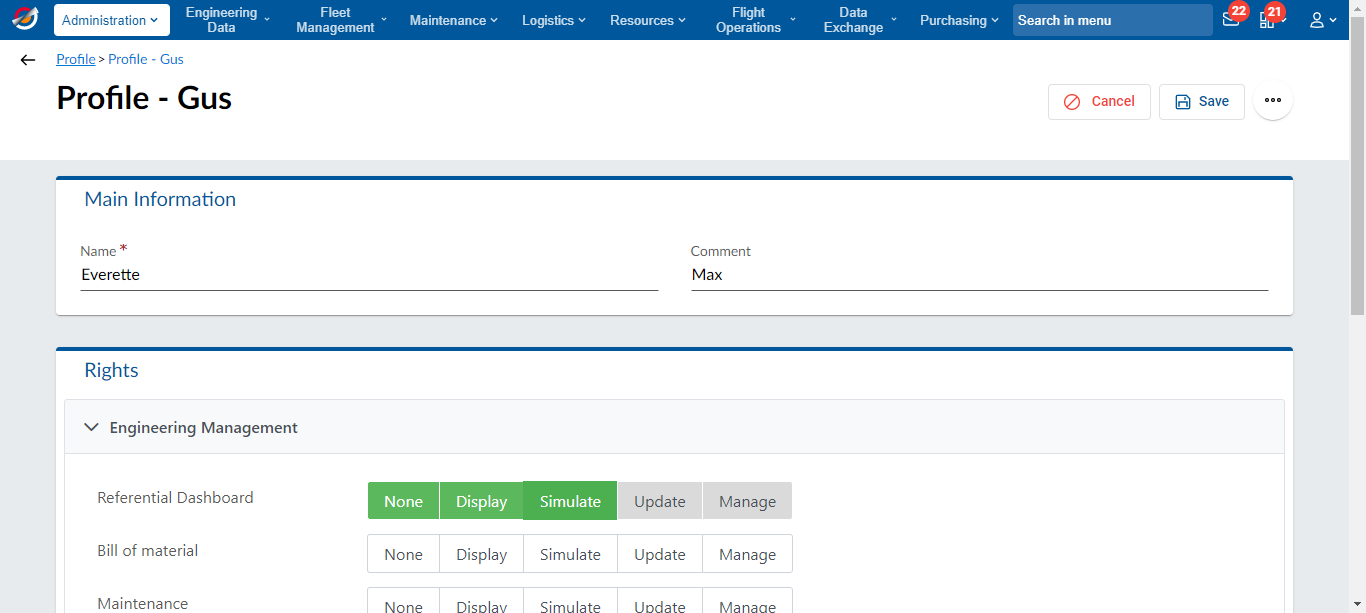 Administration
Engineering
Data
Fleet
Management
Maintenance
Logistics
Resources
Flight
Operations
Data
Exchange
Purchasing
Search in menu
22
21
Profile > Profile - Gus
Profile - Gus
Cancel
Save
Main Information
Name *
Everette
Comment
Max
Rights
Engineering Management
Referential Dashboard
None Display Simulate Update Manage
Bill of material
None Display Simulate Update Manage
Maintenance
None Display Simulate Update Manage